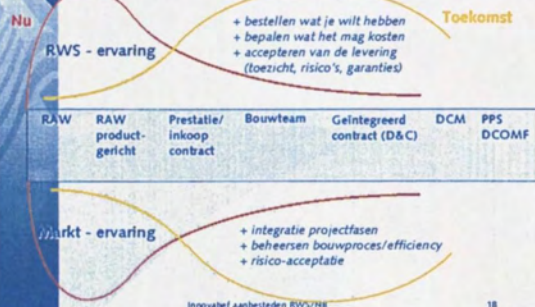 Nu
Toekomst
+ bestellen wat je wilt hebben
+ bepalen wat het mag kosten
+ accepteren van de levering
(toezicht, risico's, garanties)
RWS - ervaring
RAW
RAW
product-
gericht
Prestatie/
inkoop
contract
Bouwteam
Geïntegreerd
contract (D&C)
DCM
PPS
DCOMF
Markt - ervaring
+ integratie projectfasen
+ beheersen bouwproces/efficiency
+ risico-acceptatie
Innovatief aanbesteden RWS/NH
18